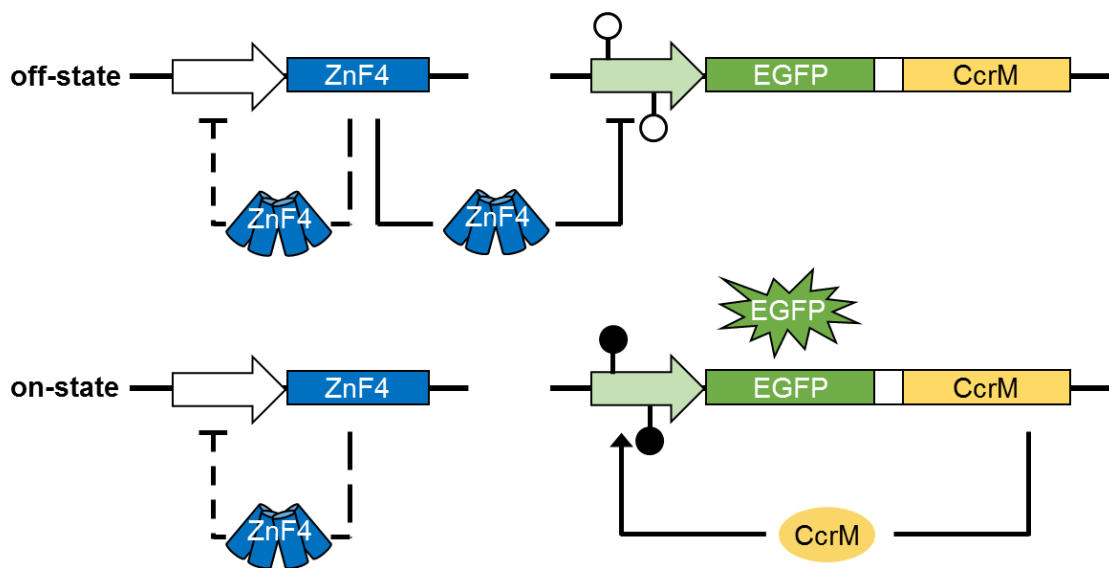 off-state
ZnF4
EGFP
CcrM
ZnF4
ZnF4
EGFP
on-state
ZnF4
EGFP
CcrM
ZnF4
CcrM